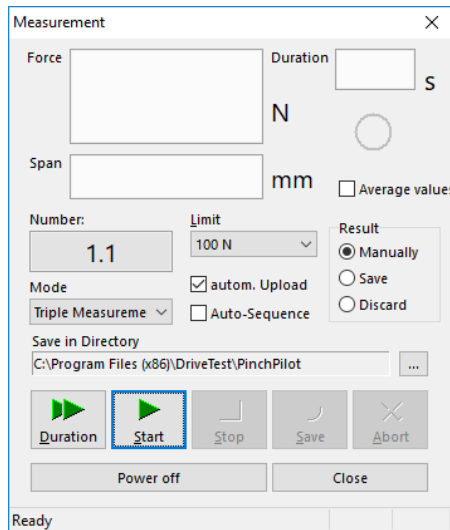 Measurement
Force
Duration
s
N
Span
mm
Average values
Number:
Limit
Result
1.1
100 N
Manually
Mode
autom. Upload
Save
Triple Measureme
Auto-Sequence
Discard
Save in Directory
C:\Program Files (x86)\DriveTest\PinchPilot
...
Duration
Start
Stop
Save
Abort
Power off
Close
Ready